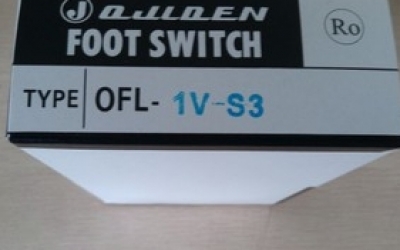 OJIDEN
FOOT SWITCH
Ro
TYPE OFL- 1V-S3